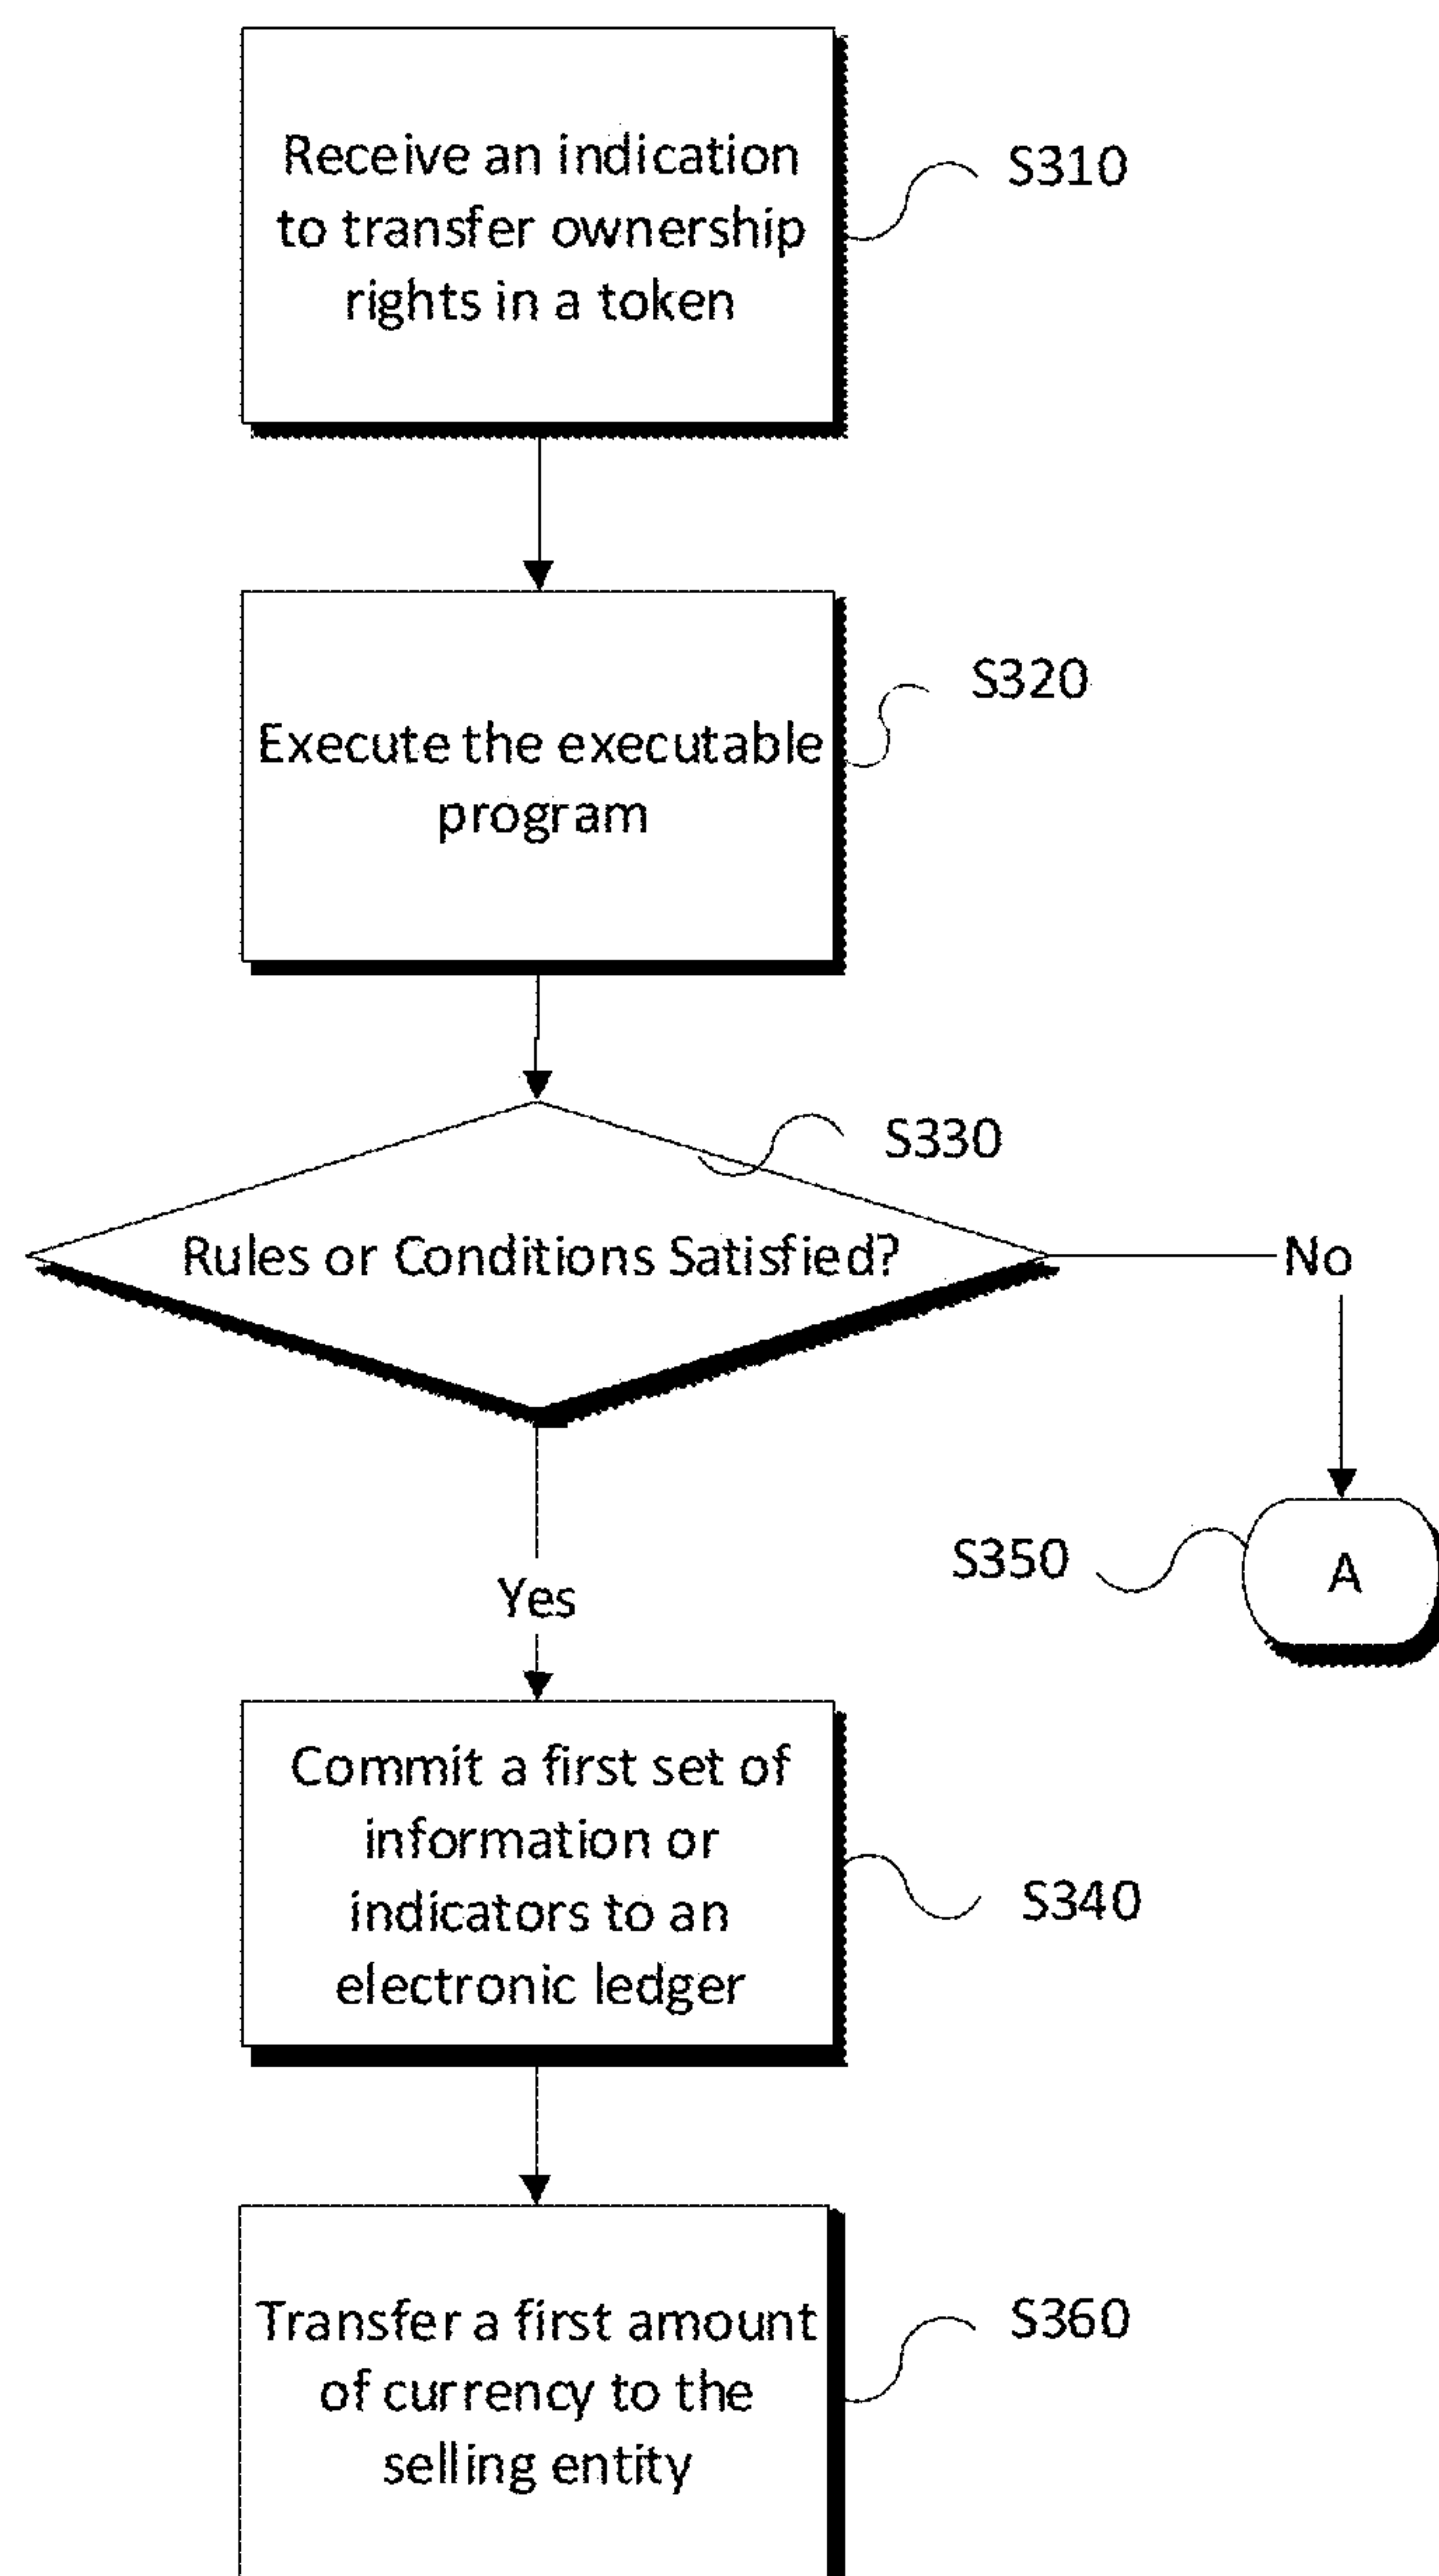 Receive an indication
to transfer ownership
rights in a token
S310
Execute the executable
program
S320
S330
Rules or Conditions Satisfied?
No
S350
A
Yes
Commit a first set of
information or
indicators to an
electronic ledger
S340
Transfer a first amount
of currency to the
selling entity
S360